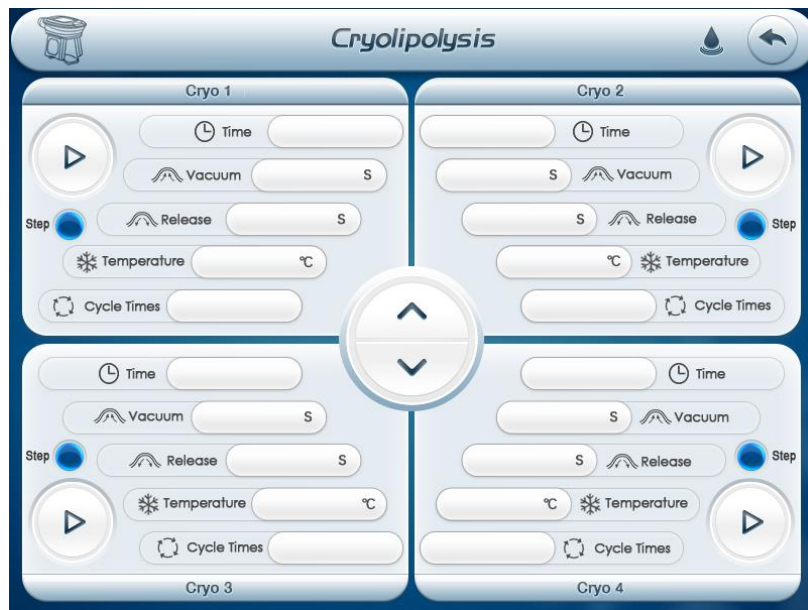 Cryolipolysis
Cryo 1
Time
Vacuum S
Step Release S
Temperature °C
Cycle Times
Cryo 2
Time
S Vacuum
S Release Step
°C Temperature
Cycle Times
Time
Vacuum S
Step Release S
Temperature °C
Cycle Times
Cryo 3
Time
S Vacuum
S Release Step
°C Temperature
Cycle Times
Cryo 4